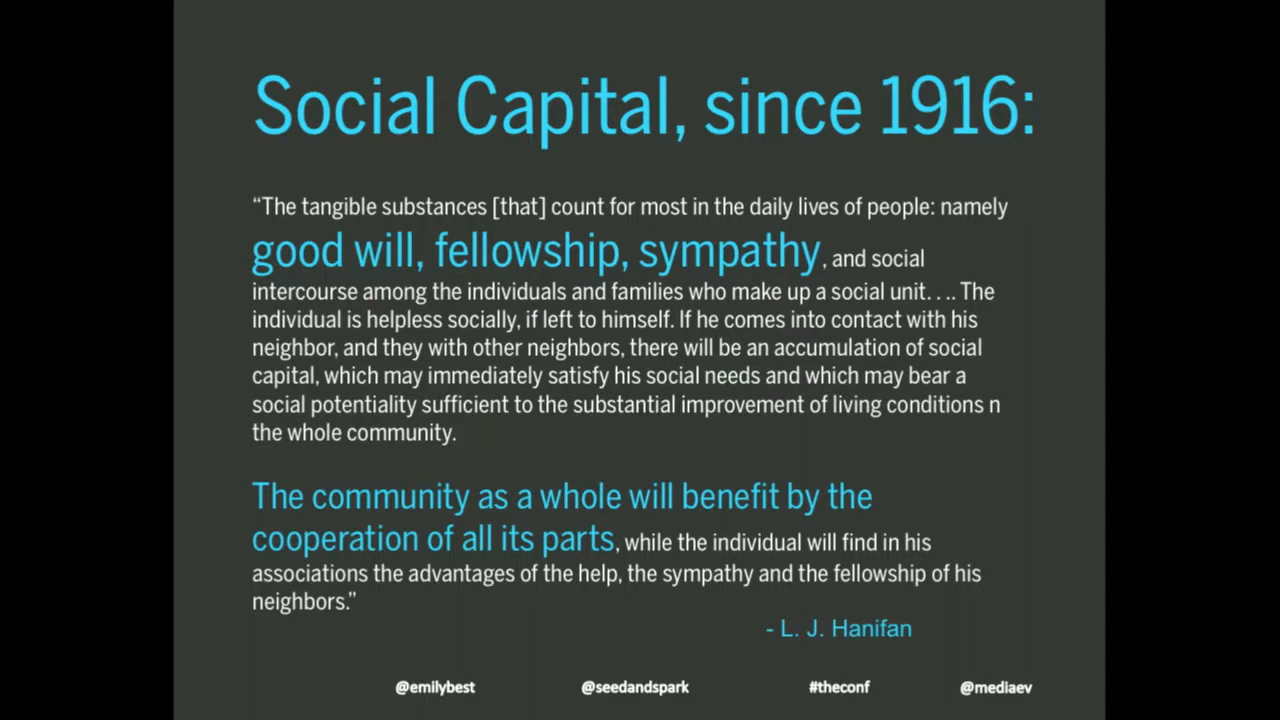 Social Capital, since 1916:
“The tangible substances [that] count for most in the daily lives of people: namely
good will, fellowship, sympathy, and social
intercourse among the individuals and families who make up a social unit. . . . The
individual is helpless socially, if left to himself. If he comes into contact with his
neighbor, and they with other neighbors, there will be an accumulation of social
capital, which may immediately satisfy his social needs and which may bear a
social potentiality sufficient to the substantial improvement of living conditions n
the whole community.
The community as a whole will benefit by the
cooperation of all its parts, while the individual will find in his
associations the advantages of the help, the sympathy and the fellowship of his
neighbors.”
- L. J. Hanifan
@emilybest @seedandspark #theconf @mediaev